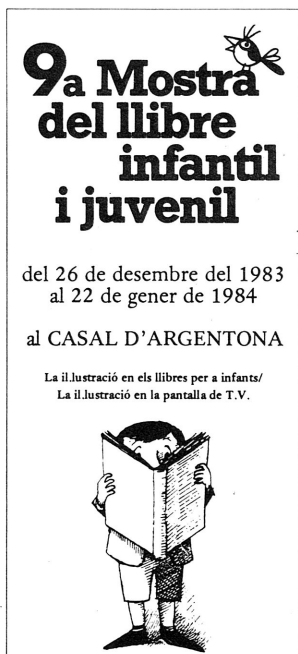 9a Mostra
del llibre
infantil
i juvenil
del 26 de desembre del 1983
al 22 de gener de 1984
al CASAL D'ARGENTONA
La il.lustració en els llibres per a infants/
La il.lustració en la pantalla de T.V.